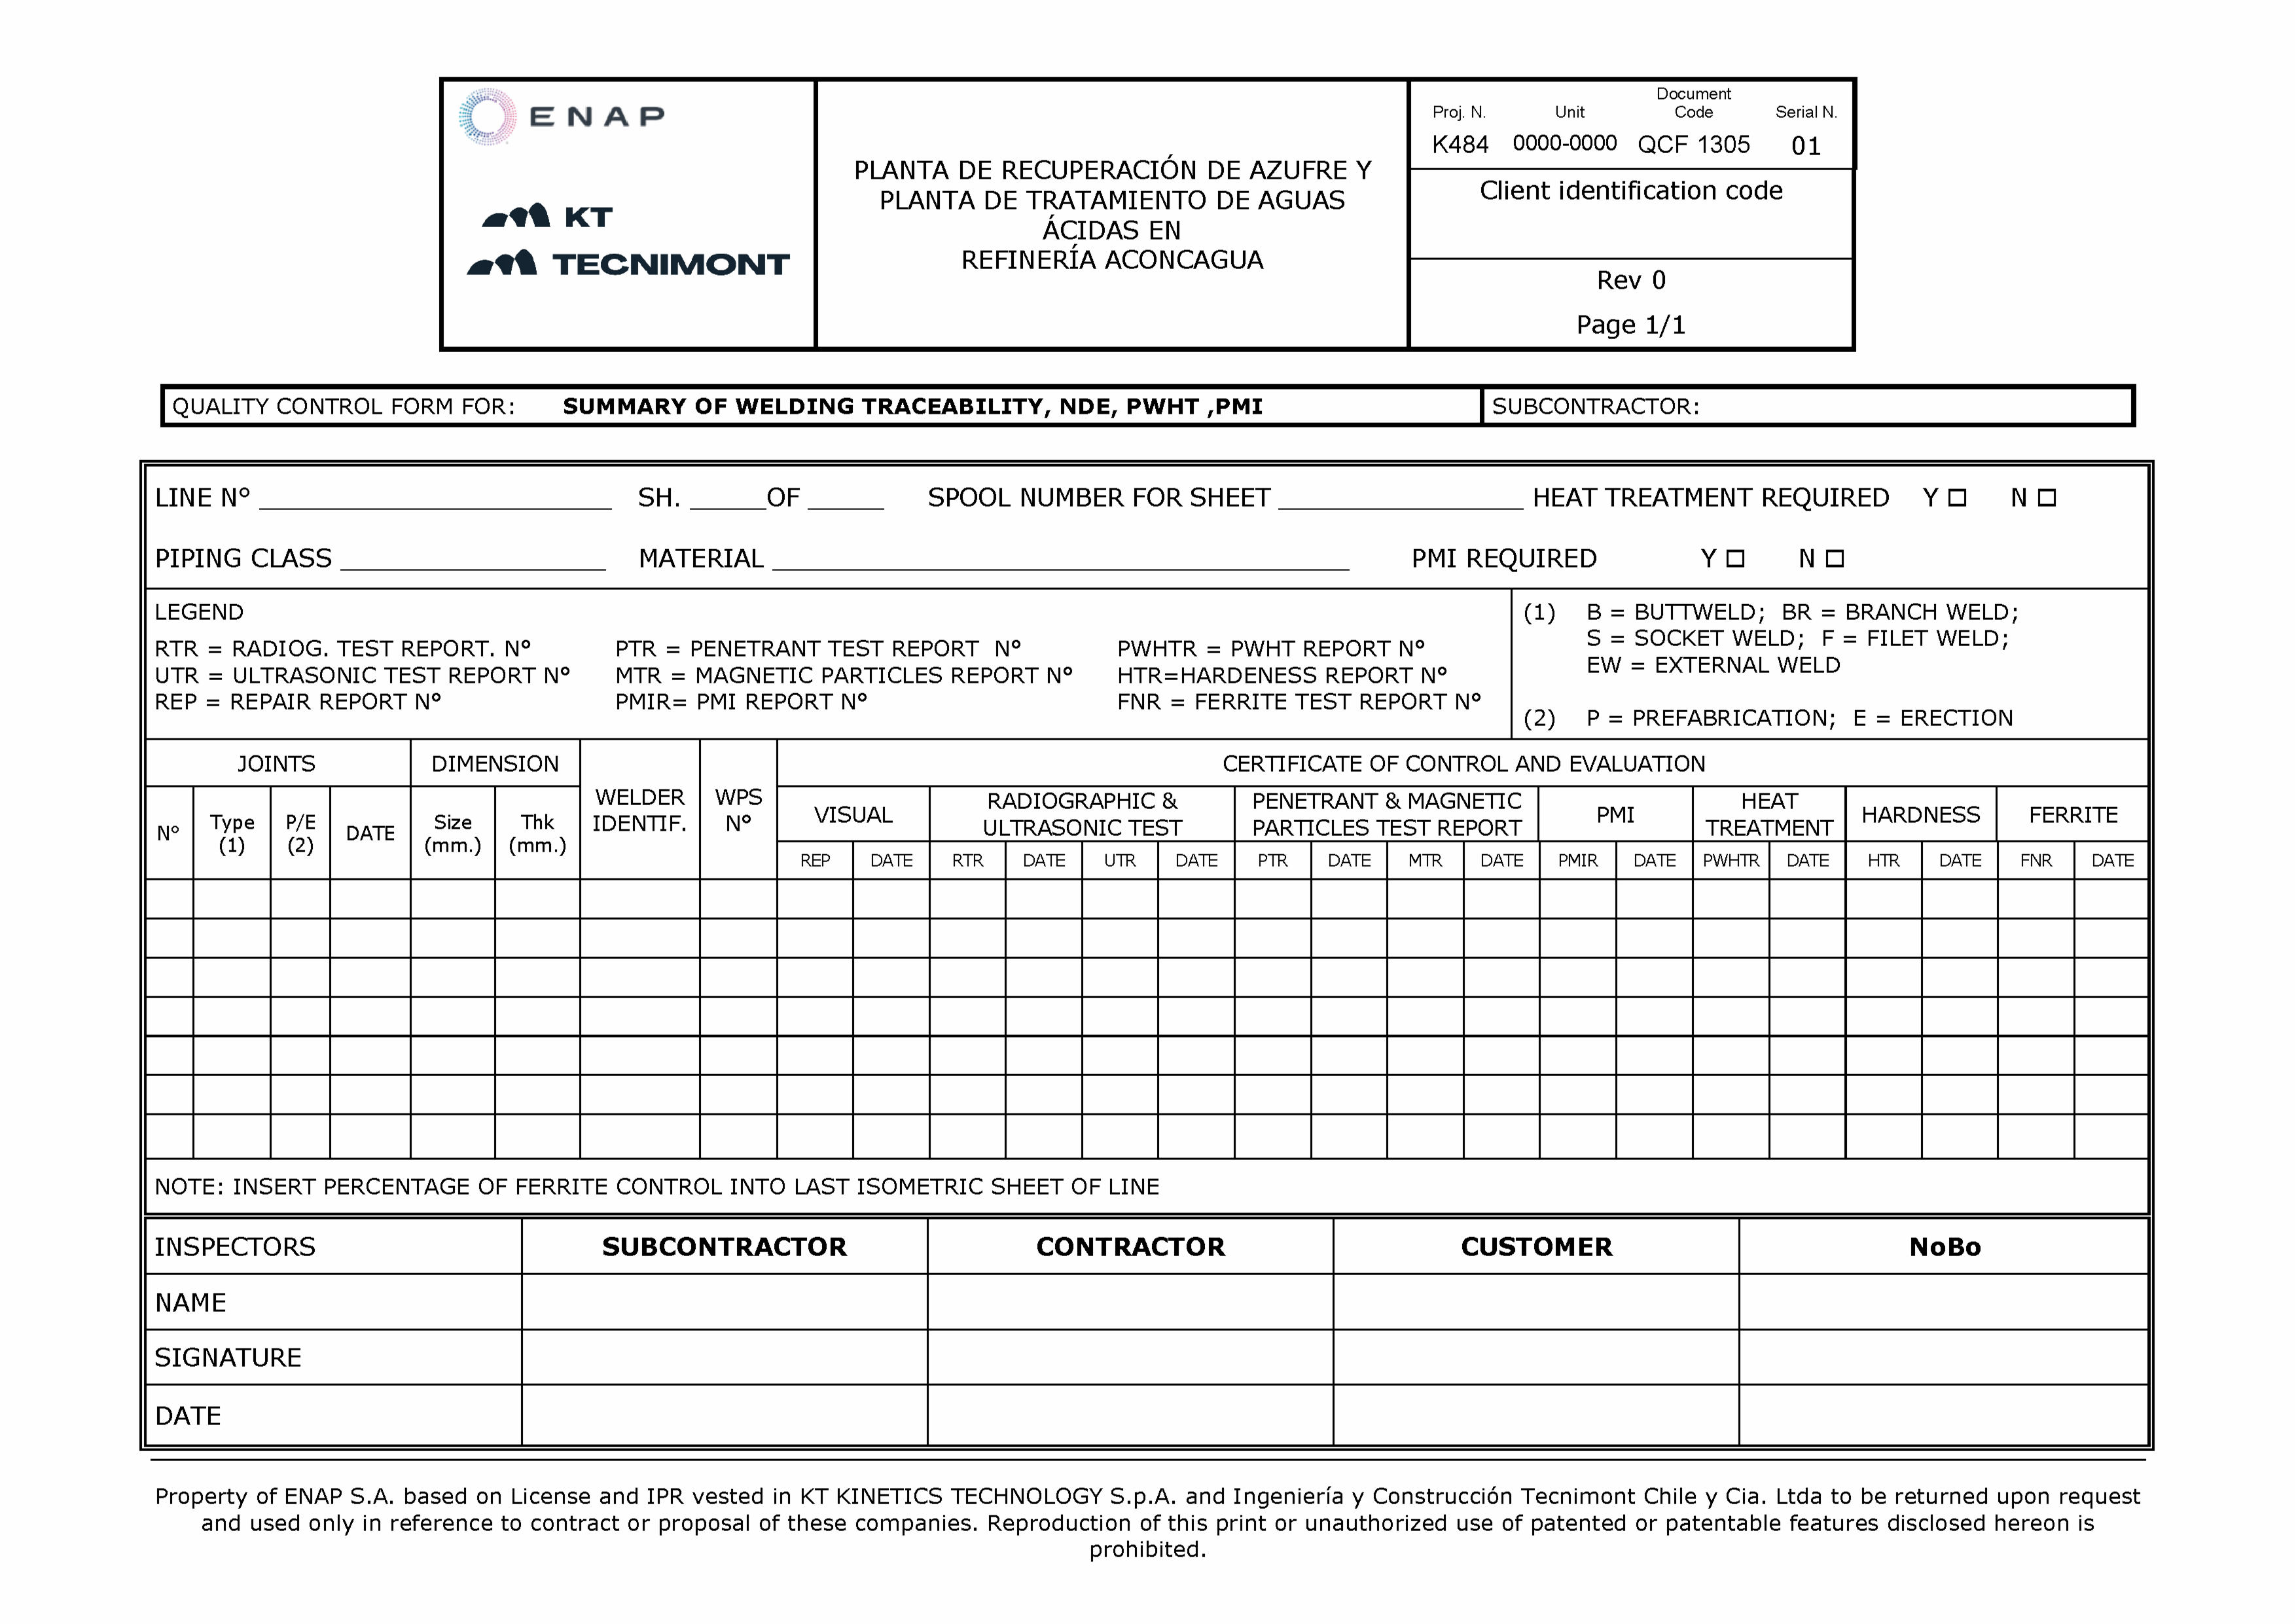 ENAP
KT
TECNIMONT
PLANTA DE RECUPERACIÓN DE AZUFRE Y
PLANTA DE TRATAMIENTO DE AGUAS
ÁCIDAS EN
REFINERÍA ACONCAGUA
Proj. N. Unit Document Code Serial N.
K484 0000-0000 QCF 1305 01
Client identification code
Rev 0
Page 1/1
QUALITY CONTROL FORM FOR: SUMMARY OF WELDING TRACEABILITY, NDE, PWHT ,PMI SUBCONTRACTOR:
LINE N° SH. OF SPOOL NUMBER FOR SHEET HEAT TREATMENT REQUIRED Y ☐ N ☐
PIPING CLASS MATERIAL PMI REQUIRED Y ☐ N ☐
LEGEND
RTR = RADIOG. TEST REPORT. N° PTR = PENETRANT TEST REPORT N° PWHTR = PWHT REPORT N°
UTR = ULTRASONIC TEST REPORT N° MTR = MAGNETIC PARTICLES REPORT N° HTR=HARDENESS REPORT N°
REP = REPAIR REPORT N° PMIR= PMI REPORT N° FNR = FERRITE TEST REPORT N°
(1) B = BUTTWELD; BR = BRANCH WELD;
S = SOCKET WELD; F = FILET WELD;
EW = EXTERNAL WELD
(2) P = PREFABRICATION; E = ERECTION
JOINTS DIMENSION WELDER IDENTIF. WPS N° CERTIFICATE OF CONTROL AND EVALUATION
N° Type (1) P/E (2) DATE Size (mm.) Thk (mm.)
VISUAL RADIOGRAPHIC & ULTRASONIC TEST PENETRANT & MAGNETIC PARTICLES TEST REPORT PMI HEAT TREATMENT HARDNESS FERRITE
REP DATE RTR DATE UTR DATE PTR DATE MTR DATE PMIR DATE PWHTR DATE HTR DATE FNR DATE
NOTE: INSERT PERCENTAGE OF FERRITE CONTROL INTO LAST ISOMETRIC SHEET OF LINE
INSPECTORS SUBCONTRACTOR CONTRACTOR CUSTOMER NoBo
NAME
SIGNATURE
DATE
Property of ENAP S.A. based on License and IPR vested in KT KINETICS TECHNOLOGY S.p.A. and Ingeniería y Construcción Tecnimont Chile y Cia. Ltda to be returned upon request
and used only in reference to contract or proposal of these companies. Reproduction of this print or unauthorized use of patented or patentable features disclosed hereon is
prohibited.